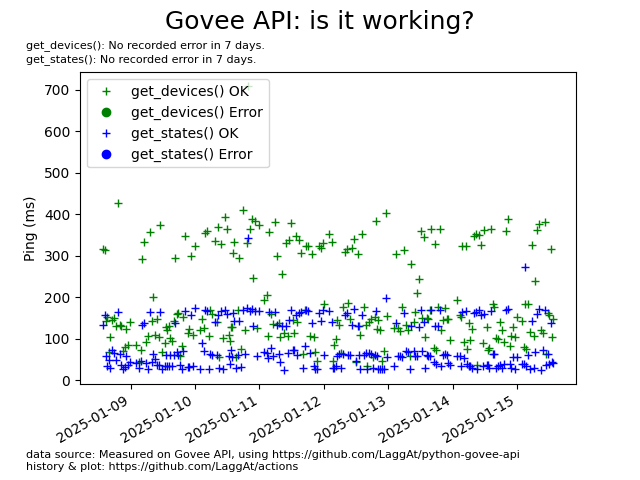 Govee API: is it working?
get_devices(): No recorded error in 7 days.
get_states(): No recorded error in 7 days.
get_devices() OK
get_devices() Error
get_states() OK
get_states() Error
Ping (ms)
700
600
500
400
300
200
100
0
2025-01-09
2025-01-10
2025-01-11
2025-01-12
2025-01-13
2025-01-14
2025-01-15
data source: Measured on Govee API, using https://github.com/LaggAt/python-govee-api
history & plot: https://github.com/LaggAt/actions